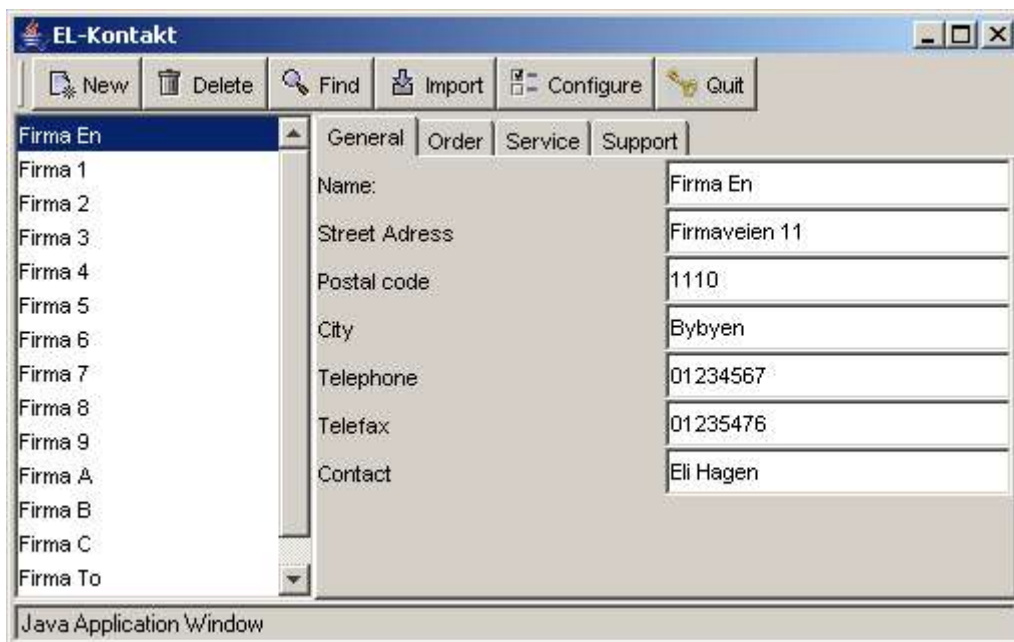 EL-Kontakt
New Delete Find Import Configure Quit
Firma En
Firma 1
Firma 2
Firma 3
Firma 4
Firma 5
Firma 6
Firma 7
Firma 8
Firma 9
Firma A
Firma B
Firma C
Firma To
General Order Service Support
Name: Firma En
Street Adress Firmaveien 11
Postal code 1110
City Bybyen
Telephone 01234567
Telefax 01235476
Contact Eli Hagen
Java Application Window